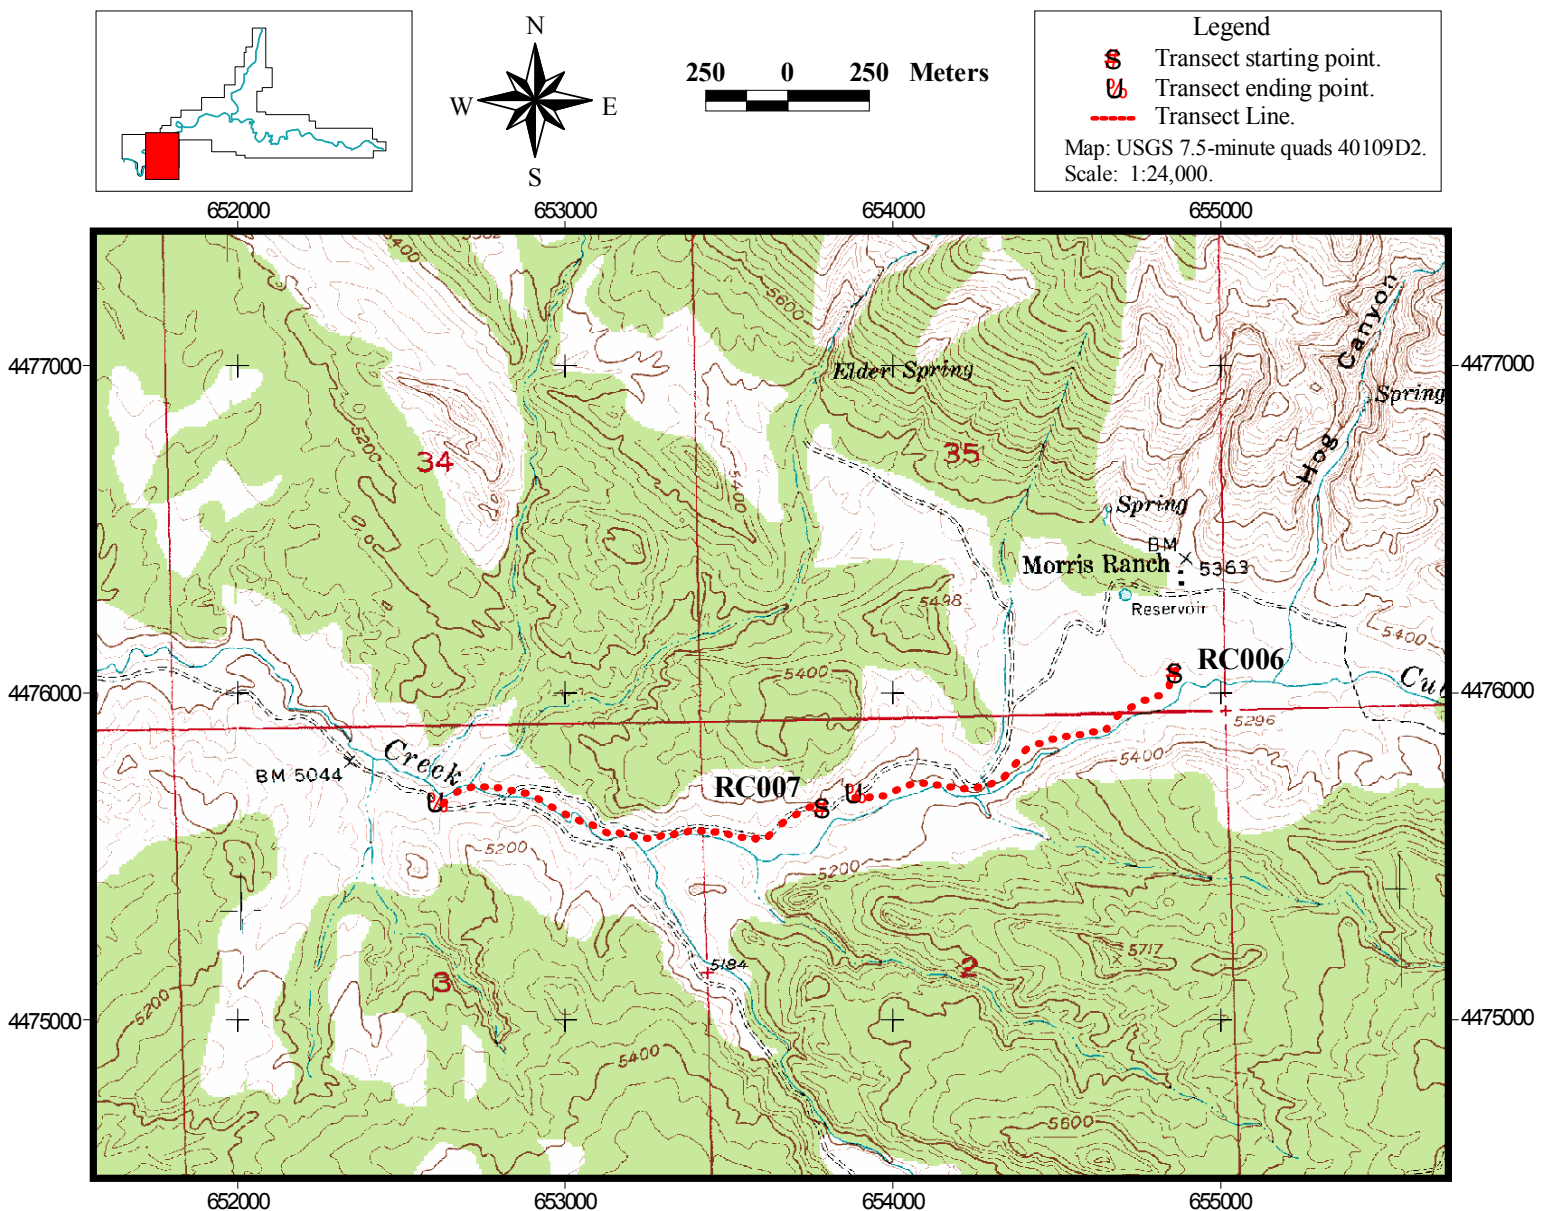 N
W E
S
250 0 250 Meters
Legend
S Transect starting point.
U Transect ending point.
Transect Line.
Map: USGS 7.5-minute quads 40109D2.
Scale: 1:24,000.
652000 653000 654000 655000
4477000 4477000
4476000 4476000
4475000 4475000
5400
5600
Elder Spring
Hog Canyon
Spring
5200
34
5400
35
Spring
BM
Morris Ranch
5363
Reservoir
5498
5400
5400
S RC006
5296
5400
Creek
BM 5044
U
RC007 S U
5200
5200
5184
5717
3
2
5200
5400
5600
652000 653000 654000 655000